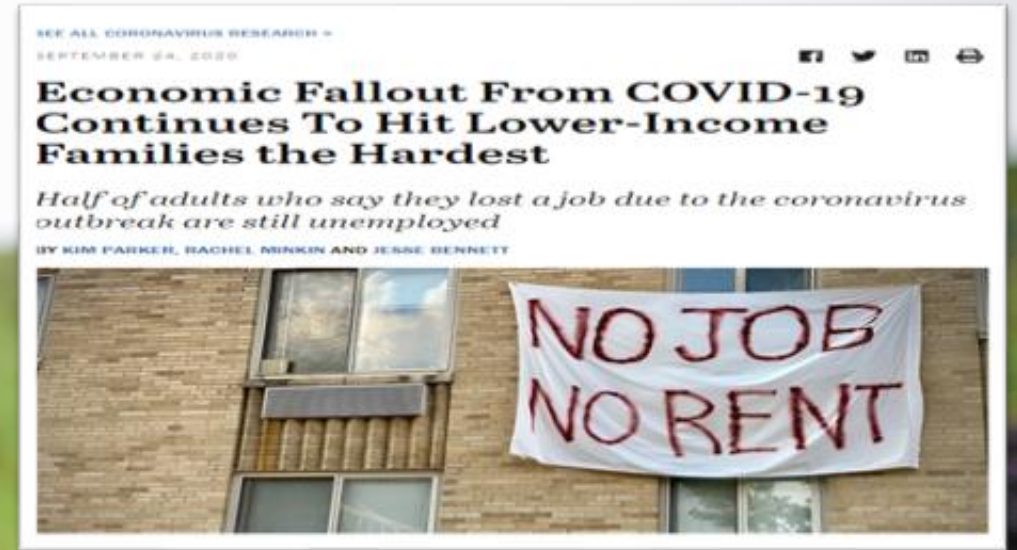 SEE ALL CORONAVIRUS RESEARCH >
SEPTEMBER 24, 2020
Economic Fallout From COVID-19
Continues To Hit Lower-Income
Families the Hardest
Half of adults who say they lost a job due to the coronavirus
outbreak are still unemployed
BY KIM PARKER, RACHEL MINKIN AND JESSE BENNETT
NO JOB
NO RENT